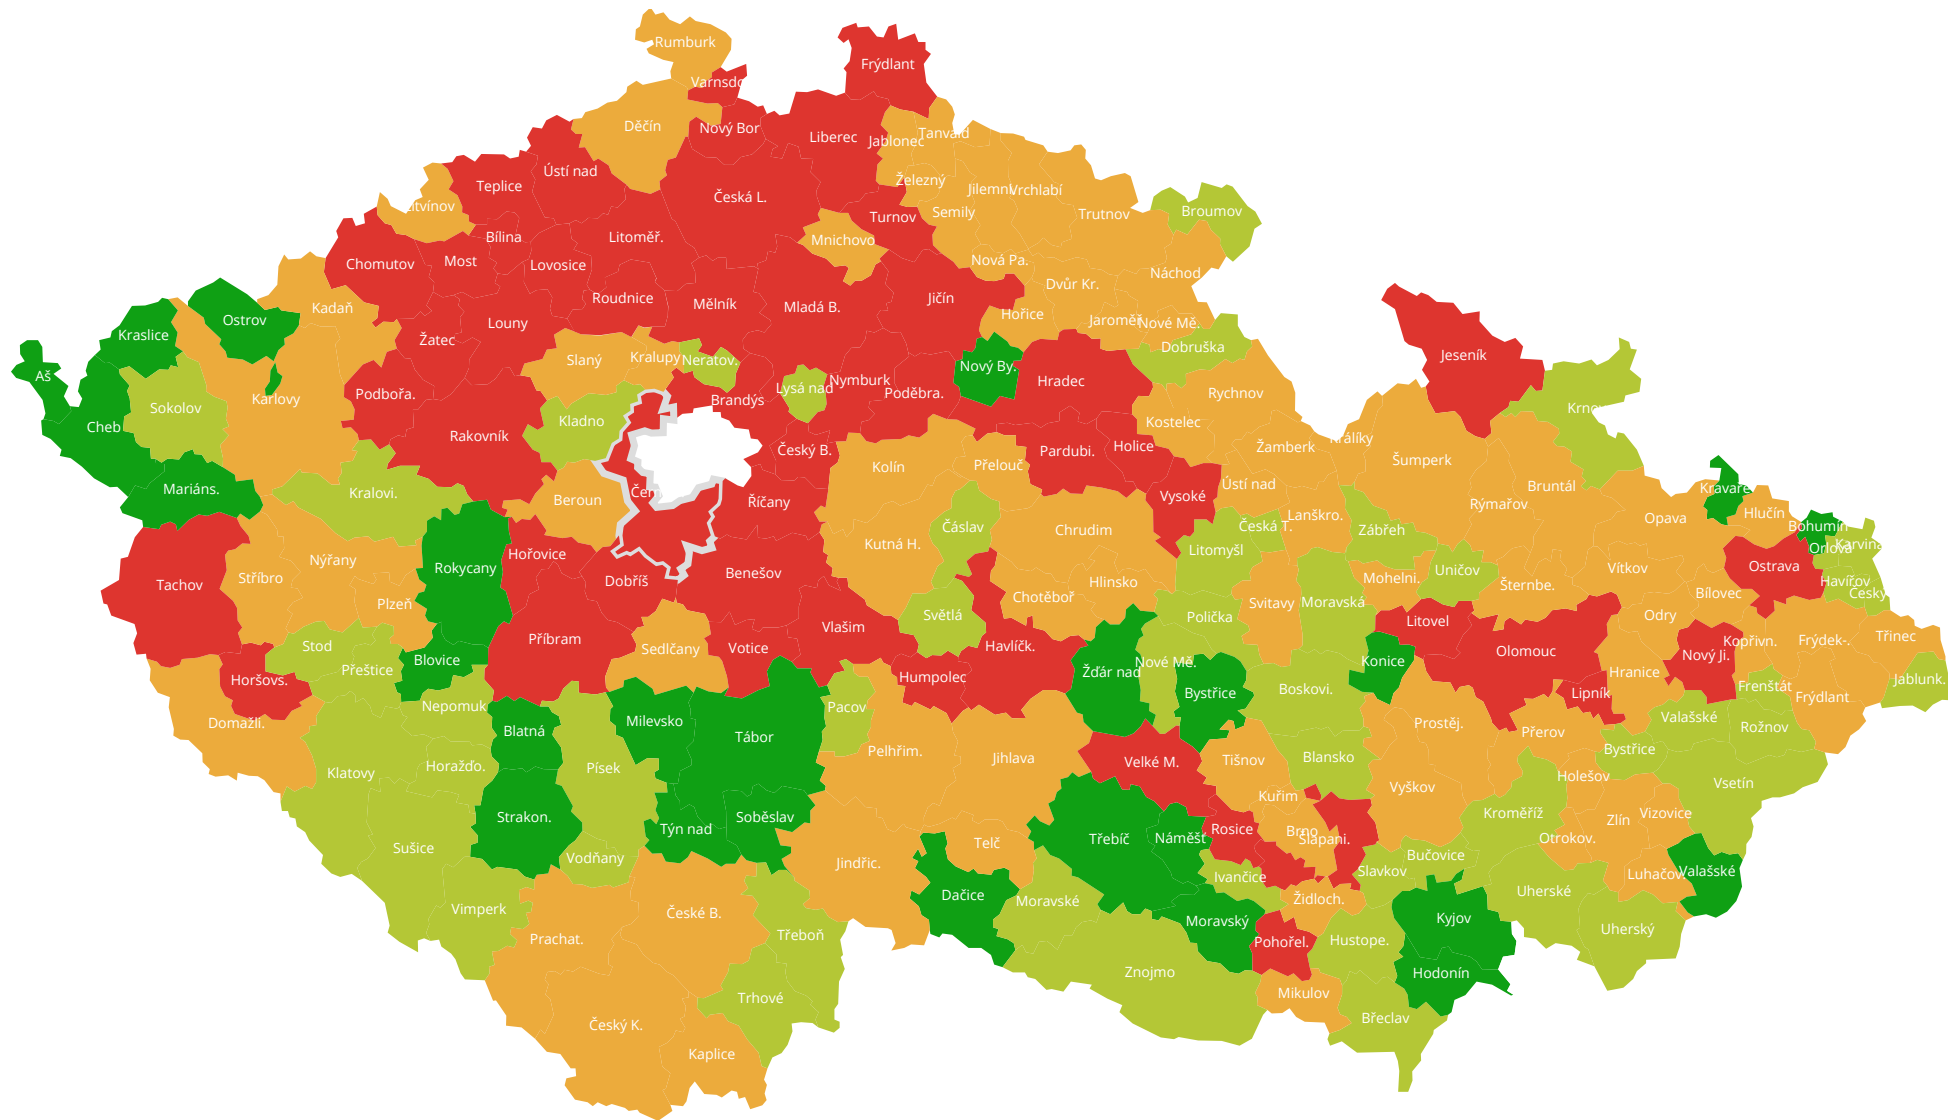 Rumburk
Frýdlant
Varnsdo
Děčín
Nový Bor
Liberec
Tanvald
Jablonec
Ústí nad
Teplice
Železný
Jilemni
Vrchlabí
Česká L.
Semily
Trutnov
Broumov
Turnov
Bílina
Litoměř.
Mnichovo
Most
Lovosice
Chomutov
Nová Pa.
Náchod
Dvůr Kr.
Roudnice
Mělník
Mladá B.
Jičín
Kadaň
Hořice
Ostrov
Louny
Jaroměř
Nové Mě.
Kraslice
Žatec
Dobruška
Jeseník
Slaný
Kralupy
Neratov.
Nový By.
Aš
Nymburk
Hradec
Lysá nad
Podbořa.
Poděbra.
Rychnov
Karlovy
Brandýs
Sokolov
Kladno
Kostelec
Cheb
Rakovník
Králíky
Holice
Žamberk
Český B.
Pardubi.
Šumperk
Kolín
Přelouč
Ústí nad
Mariáns.
Kralovi.
Bruntál
Kravaře
Beroun
Říčany
Vysoké
Rýmařov
Hlučín
Lanškro.
Opava
Čáslav
Česká T.
Bohumín
Chrudim
Zábřeh
Kutná H.
Karviná
Orlová
Litomyšl
Hořovice
Nýřany
Rokycany
Ostrava
Vítkov
Uničov
Benešov
Stříbro
Mohelni.
Dobříš
Hlinsko
Havířov
Tachov
Šternbe.
Český
Bílovec
Chotěboř
Plzeň
Moravská
Svitavy
Světlá
Odry
Polička
Litovel
Vlašim
Třinec
Příbram
Kopřivn.
Frýdek-.
Stod
Havlíčk.
Votice
Sedlčany
Olomouc
Nový Ji.
Blovice
Konice
Nové Mě.
Přeštice
Žďár nad
Hranice
Humpolec
Horšovs.
Jablunk.
Frenštát
Boskovi.
Bystřice
Lipník
Frýdlant
Nepomuk
Pacov
Valašské
Milevsko
Domažli.
Prostěj.
Rožnov
Blatná
Přerov
Tábor
Pelhřim.
Bystřice
Jihlava
Blansko
Tišnov
Velké M.
Horažďo.
Písek
Klatovy
Holešov
Vsetín
Vyškov
Kuřim
Kroměříž
Vizovice
Strakon.
Soběslav
Zlín
Týn nad
Rosice
Brno
Třebíč
Náměšť
Šlapani.
Otrokov.
Telč
Sušice
Bučovice
Vodňany
Jindřic.
Slavkov
Valašské
Luhačov.
Ivančice
Uherské
Dačice
Židloch.
Moravské
Vimperk
České B.
Kyjov
Moravský
Uherský
Třeboň
Prachat.
Hustope.
Pohořel.
Znojmo
Hodonín
Mikulov
Trhové
Břeclav
Český K.
Kaplice